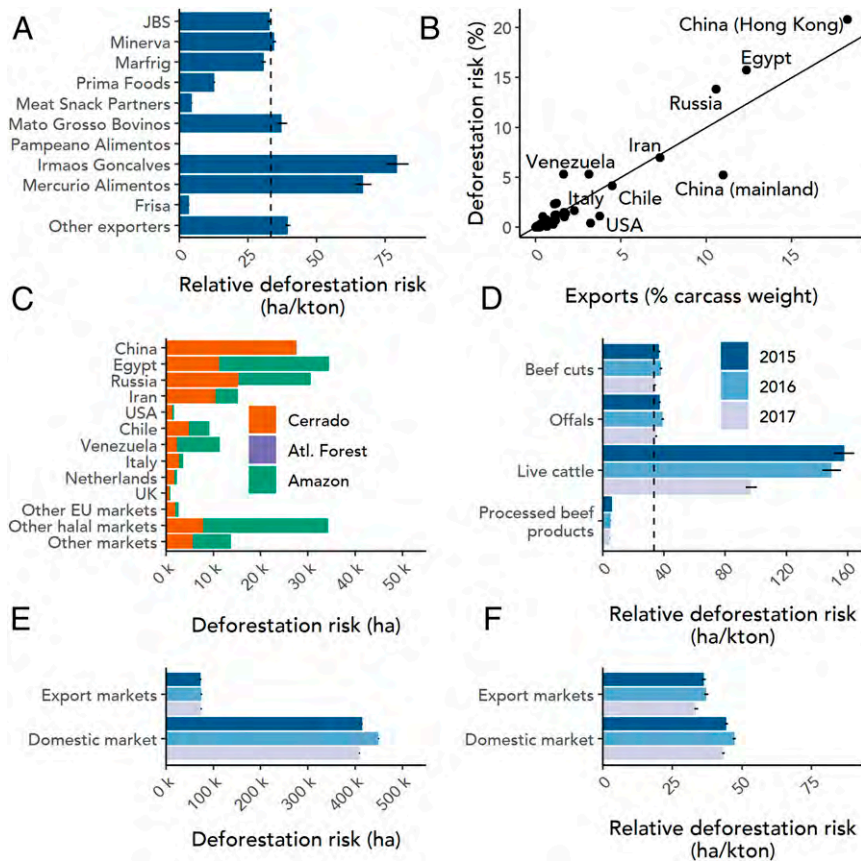 A
JBS
Minerva
Marfrig
Prima Foods
Meat Snack Partners
Mato Grosso Bovinos
Pampeano Alimentos
Irmaos Goncalves
Mercurio Alimentos
Frisa
Other exporters
0 25 50 75
Relative deforestation risk
(ha/kton)
B
Deforestation risk (%)
20
15
10
5
0
China (Hong Kong)
Egypt
Russia
Iran
Venezuela
China (mainland)
Italy
Chile
USA
0 5 10 15
Exports (% carcass weight)
C
China
Egypt
Russia
Iran
USA
Chile
Venezuela
Italy
Netherlands
UK
Other EU markets
Other halal markets
Other markets
Cerrado
Atl. Forest
Amazon
0 k 10 k 20 k 30 k 40 k 50 k
Deforestation risk (ha)
D
Beef cuts
Offals
Live cattle
Processed beef
products
2015
2016
2017
0 40 80 120 160
Relative deforestation risk
(ha/kton)
E
Export markets
Domestic market
0 k 100 k 200 k 300 k 400 k 500 k
Deforestation risk (ha)
F
Export markets
Domestic market
0 25 50 75
Relative deforestation risk
(ha/kton)